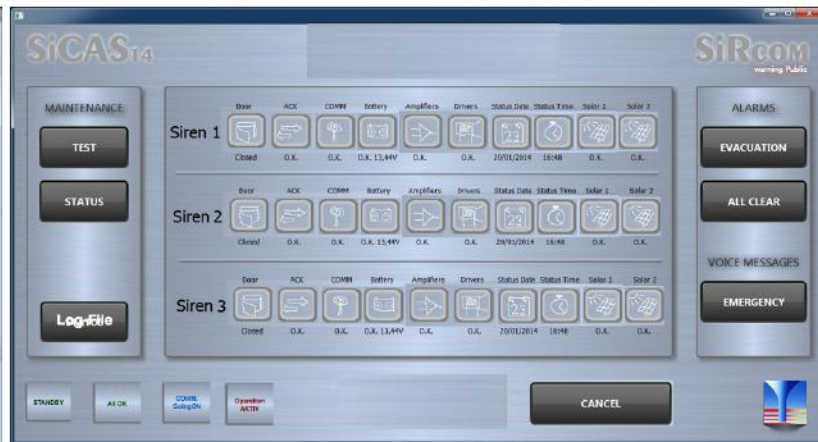 SiCAS14
SiRcom
warning Public
MAINTENANCE
TEST
STATUS
Log-File
Door ACK COMM Battery Amplifiers Drivers Status Date Status Time Solar 1 Solar 2
Siren 1
Closed O.K. O.K. O.K. 13,44V O.K. O.K. 20/01/2014 16:48 O.K. O.K.
Door ACK COMM Battery Amplifiers Drivers Status Date Status Time Solar 1 Solar 2
Siren 2
Closed O.K. O.K. O.K. 13,44V O.K. O.K. 20/01/2014 16:48 O.K. O.K.
Door ACK COMM Battery Amplifiers Drivers Status Date Status Time Solar 1 Solar 2
Siren 3
Closed O.K. O.K. O.K. 13,44V O.K. O.K. 20/01/2014 16:48 O.K. O.K.
ALARMS
EVACUATION
ALL CLEAR
VOICE MESSAGES
EMERGENCY
STANDBY
All OK
COMM.
Going ON
Operation
AKTIV
CANCEL